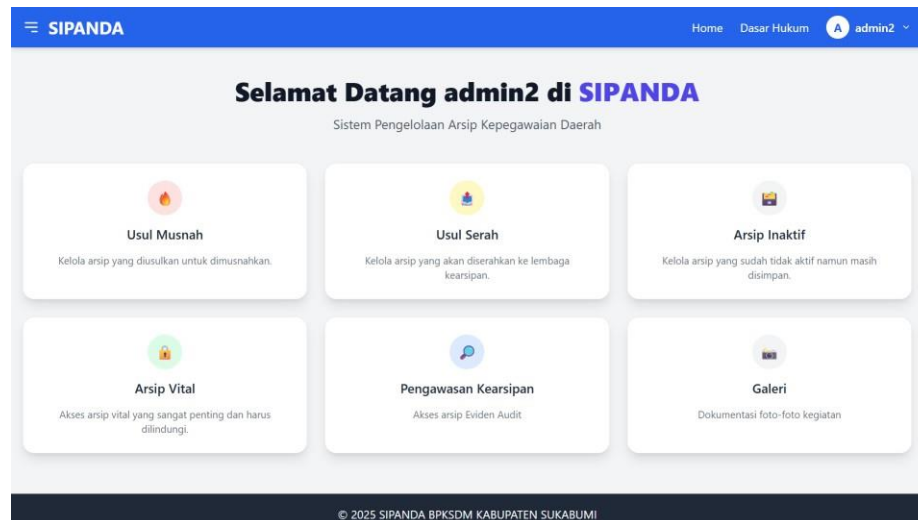 SIPANDA
Home Dasar Hukum A admin2
Selamat Datang admin2 di SIPANDA
Sistem Pengelolaan Arsip Kepegawaian Daerah
Usul Musnah
Kelola arsip yang diusulkan untuk dimusnahkan.
Usul Serah
Kelola arsip yang akan diserahkan ke lembaga
kearsipan.
Arsip Inaktif
Kelola arsip yang sudah tidak aktif namun masih
disimpan.
Arsip Vital
Akses arsip vital yang sangat penting dan harus
dilindungi.
Pengawasan Kearsipan
Akses arsip Eviden Audit
Galeri
Dokumentasi foto-foto kegiatan
© 2025 SIPANDA BPKSDM KABUPATEN SUKABUMI